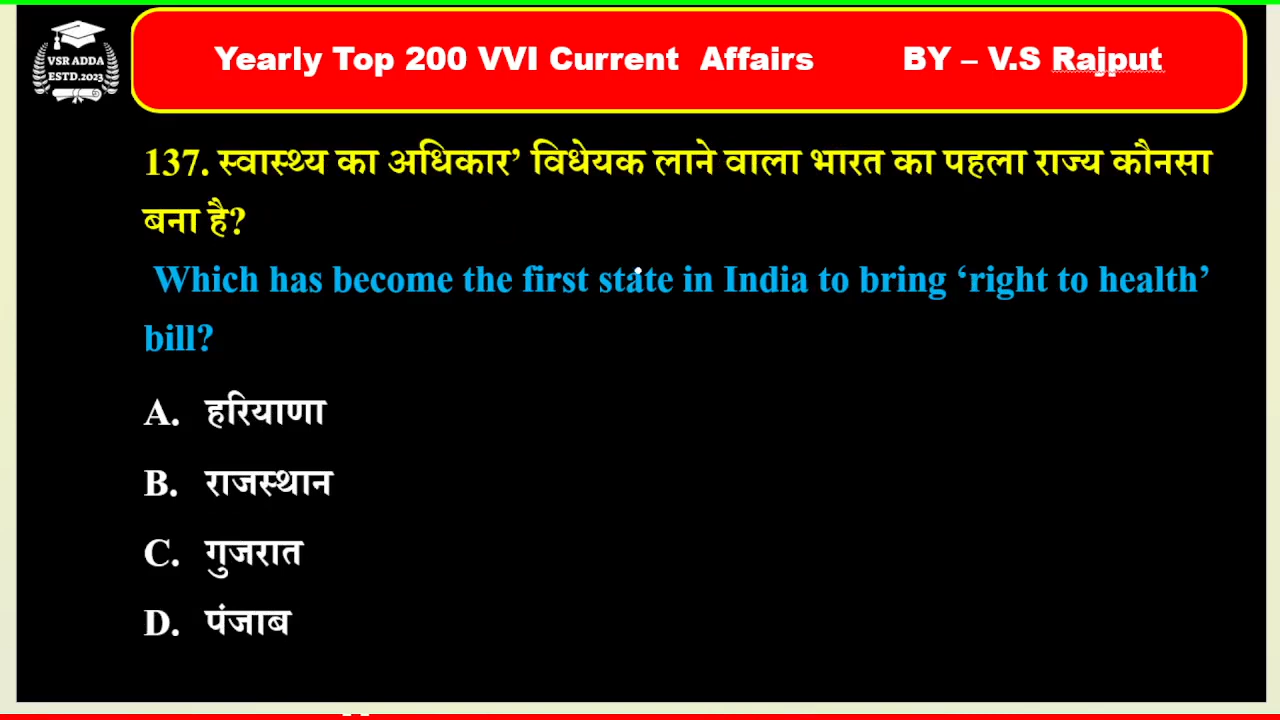 VSR ADDA
ESTD.2023
Yearly Top 200 VVI Current Affairs BY – V.S Rajput
137. स्वास्थ्य का अधिकार’ विधेयक लाने वाला भारत का पहला राज्य कौनसा
बना है?
Which has become the first state in India to bring ‘right to health’
bill?
A. हरियाणा
B. राजस्थान
C. गुजरात
D. पंजाब